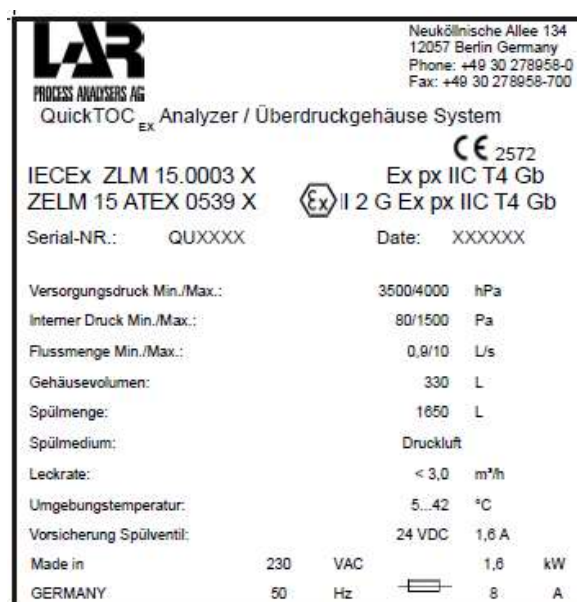 LAR
PROCESS ANALYSERS AG
Neuköllnische Allee 134
12057 Berlin Germany
Phone: +49 30 278958-0
Fax: +49 30 278958-700
QuickTOC EX Analyzer / Überdruckgehäuse System
CE 2572
IECEx ZLM 15.0003 X Ex px IIC T4 Gb
ZELM 15 ATEX 0539 X Ex II 2 G Ex px IIC T4 Gb
Serial-NR.: QUXXXX Date: XXXXXX
Versorgungsdruck Min./Max.: 3500/4000 hPa
Interner Druck Min./Max.: 80/1500 Pa
Flussmenge Min./Max.: 0,9/10 L/s
Gehäusevolumen: 330 L
Spülmenge: 1650 L
Spülmedium: Druckluft
Leckrate: < 3,0 m³/h
Umgebungstemperatur: 5...42 °C
Vorsicherung Spülventil: 24 VDC 1,6 A
Made in 230 VAC 1,6 kW
GERMANY 50 Hz 8 A